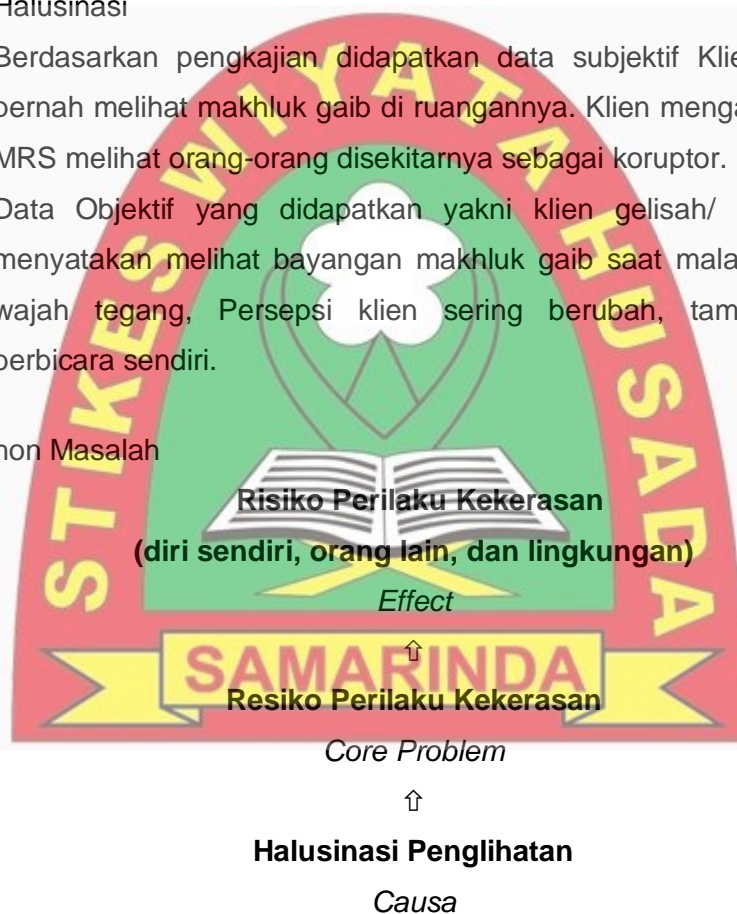 Halusinasi
Berdasarkan pengkajian didapatkan data subjektif Klie
pernah melihat makhluk gaib di ruangannya. Klien menga
MRS melihat orang-orang disekitarnya sebagai koruptor.
Data Objektif yang didapatkan yakni klien gelisah/
menyatakan melihat bayangan makhluk gaib saat mala
wajah tegang, Persepsi klien sering berubah, tam
berbicara sendiri.
hon Masalah
Risiko Perilaku Kekerasan
(diri sendiri, orang lain, dan lingkungan)
Effect
⇧
Resiko Perilaku Kekerasan
Core Problem
⇧
Halusinasi Penglihatan
Causa
STIKES WIYATA HUSADA
SAMARINDA